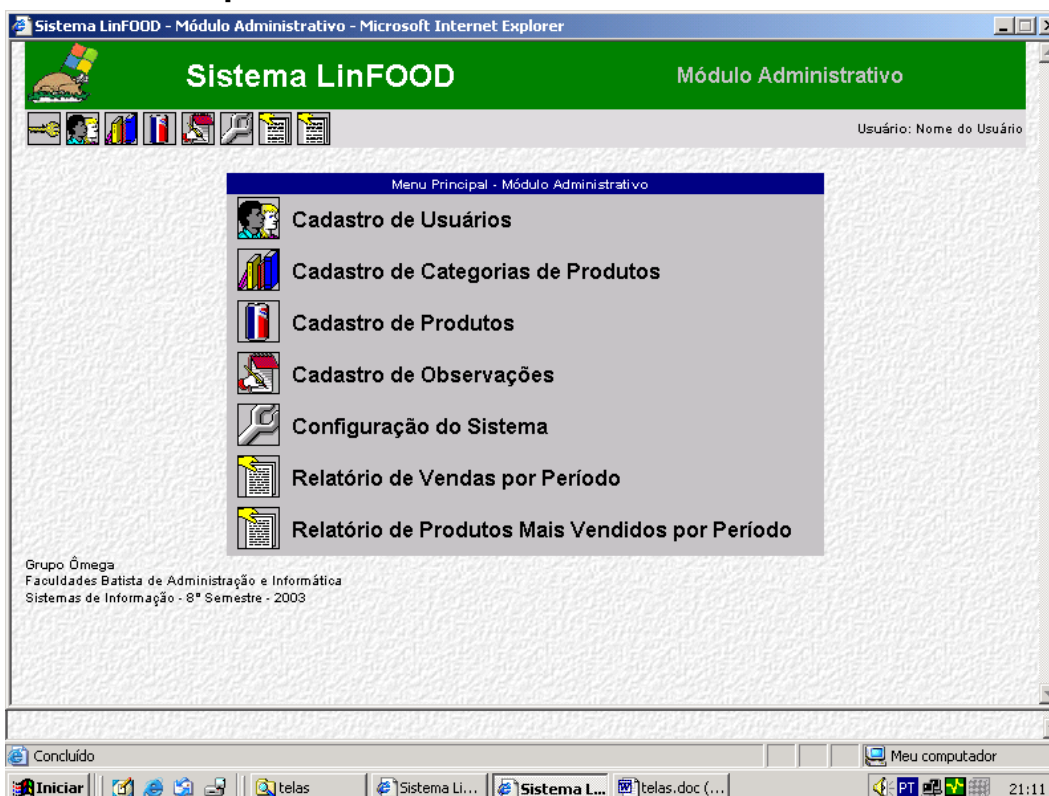 Sistema LinFOOD - Módulo Administrativo - Microsoft Internet Explorer
Sistema LinFOOD
Módulo Administrativo
Usuário: Nome do Usuário
Menu Principal - Módulo Administrativo
Cadastro de Usuários
Cadastro de Categorias de Produtos
Cadastro de Produtos
Cadastro de Observações
Configuração do Sistema
Relatório de Vendas por Período
Relatório de Produtos Mais Vendidos por Período
Grupo Ômega
Faculdades Batista de Administração e Informática
Sistemas de Informação - 8º Semestre - 2003
Concluído
Meu computador
Iniciar
telas
Sistema Li...
Sistema L...
telas.doc (...
PT
21:11